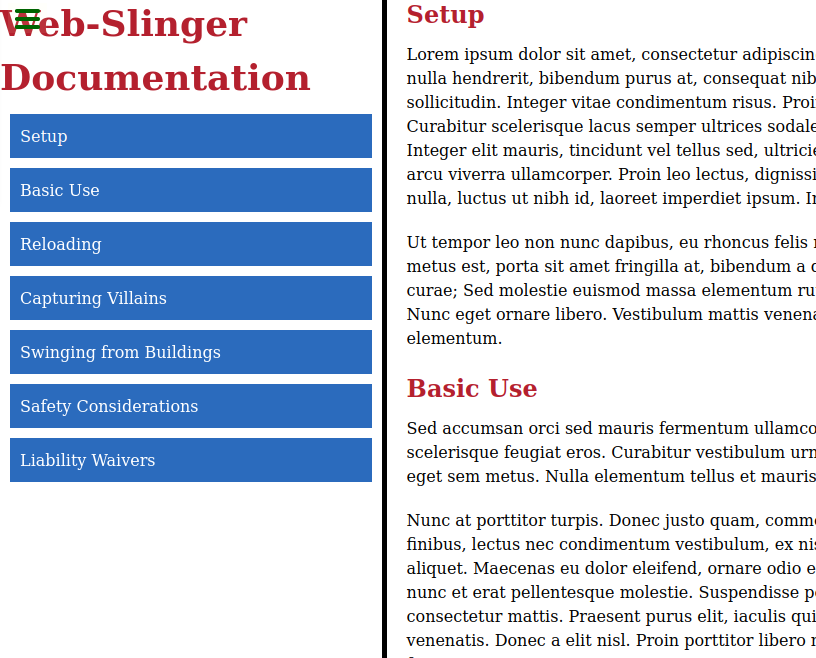 Web-Slinger
Documentation
Setup
Basic Use
Reloading
Capturing Villains
Swinging from Buildings
Safety Considerations
Liability Waivers
Setup
Lorem ipsum dolor sit amet, consectetur adipiscin
nulla hendrerit, bibendum purus at, consequat nib
sollicitudin. Integer vitae condimentum risus. Proi
Curabitur scelerisque lacus semper ultrices sodale
Integer elit mauris, tincidunt vel tellus sed, ultricie
arcu viverra ullamcorper. Proin leo lectus, dignissi
nulla, luctus ut nibh id, laoreet imperdiet ipsum. I
Ut tempor leo non nunc dapibus, eu rhoncus felis
metus est, porta sit amet fringilla at, bibendum a
curae; Sed molestie euismod massa elementum ru
Nunc eget ornare libero. Vestibulum mattis venena
elementum.
Basic Use
Sed accumsan orci sed mauris fermentum ullamco
scelerisque feugiat eros. Curabitur vestibulum urn
eget sem metus. Nulla elementum tellus et mauris
Nunc at porttitor turpis. Donec justo quam, comm
finibus, lectus nec condimentum vestibulum, ex nis
aliquet. Maecenas eu dolor eleifend, ornare odio e
nunc et erat pellentesque molestie. Suspendisse p
consectetur mattis. Praesent purus elit, iaculis qui
venenatis. Donec a elit nisl. Proin porttitor libero